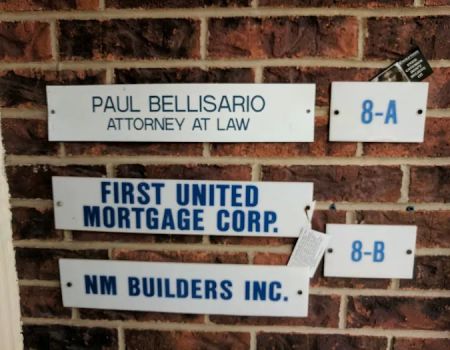 PAUL BELLISARIO
ATTORNEY AT LAW
8-A
FIRST UNITED
MORTGAGE CORP.
8-B
NM BUILDERS INC.